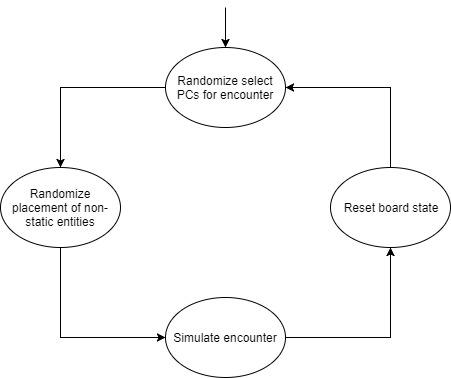 Randomize select
PCs for encounter
Randomize
placement of non-
static entities
Reset board state
Simulate encounter